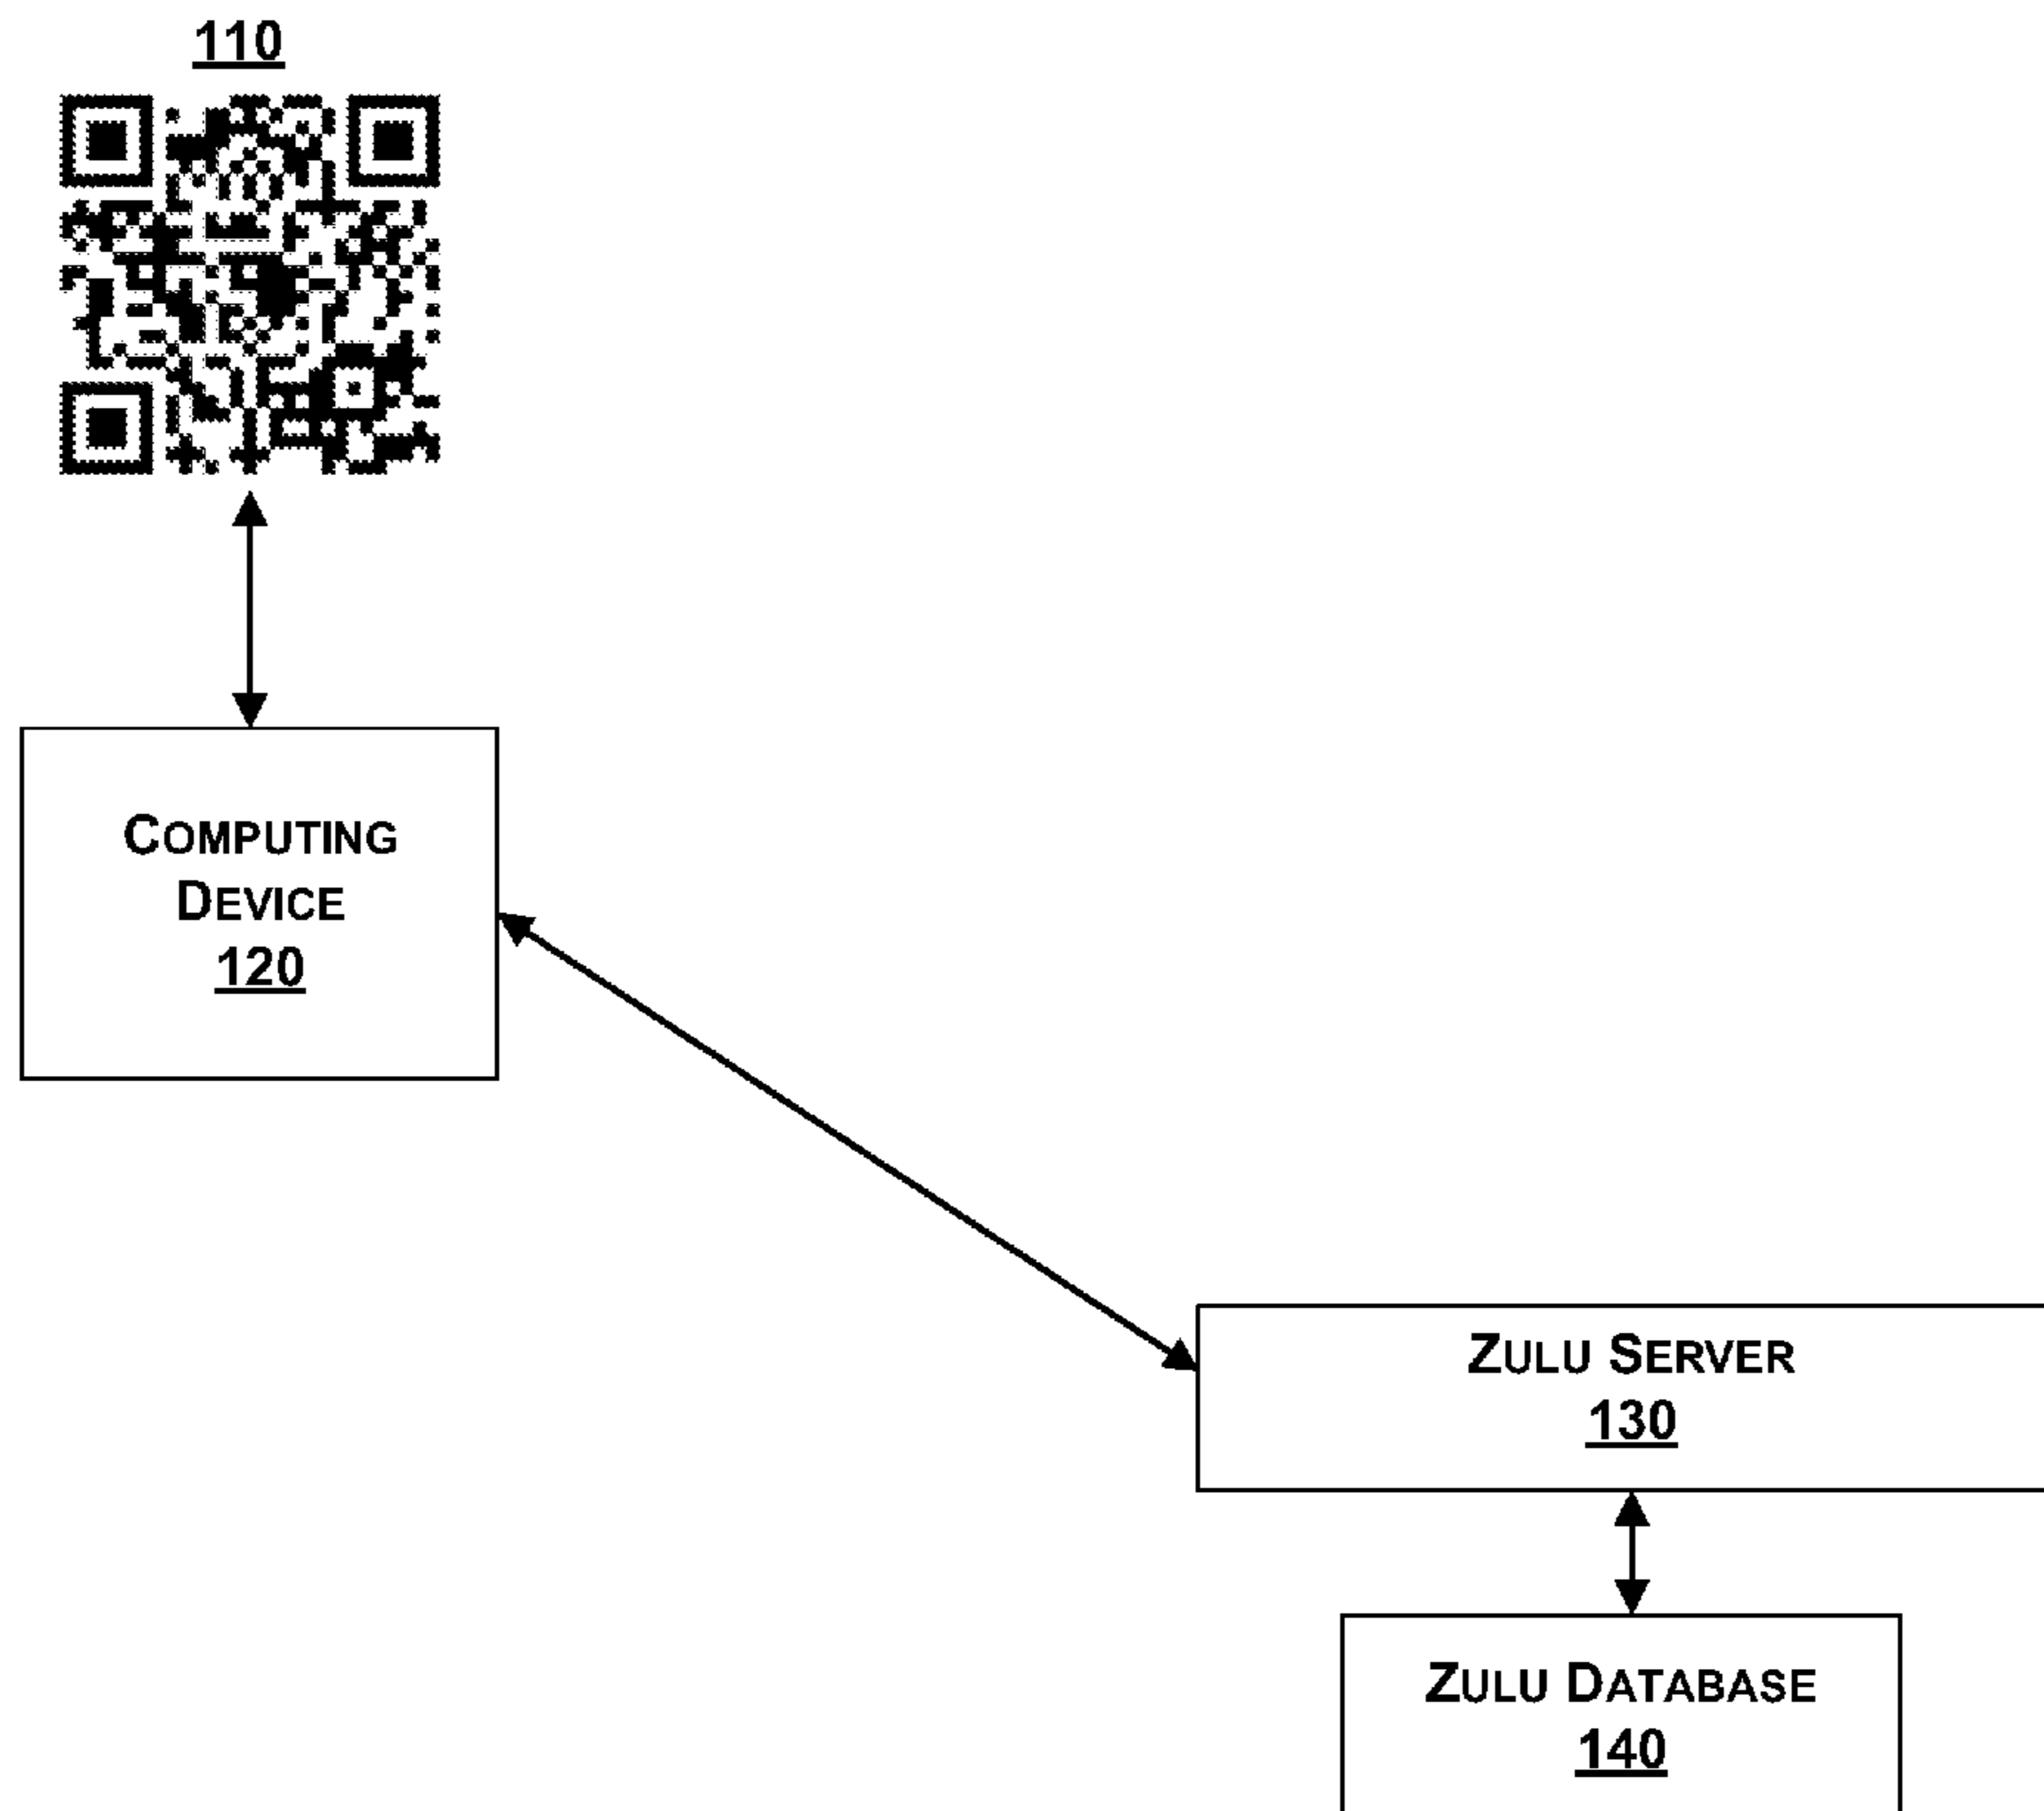 110
COMPUTING
DEVICE
120
ZULU SERVER
130
ZULU DATABASE
140